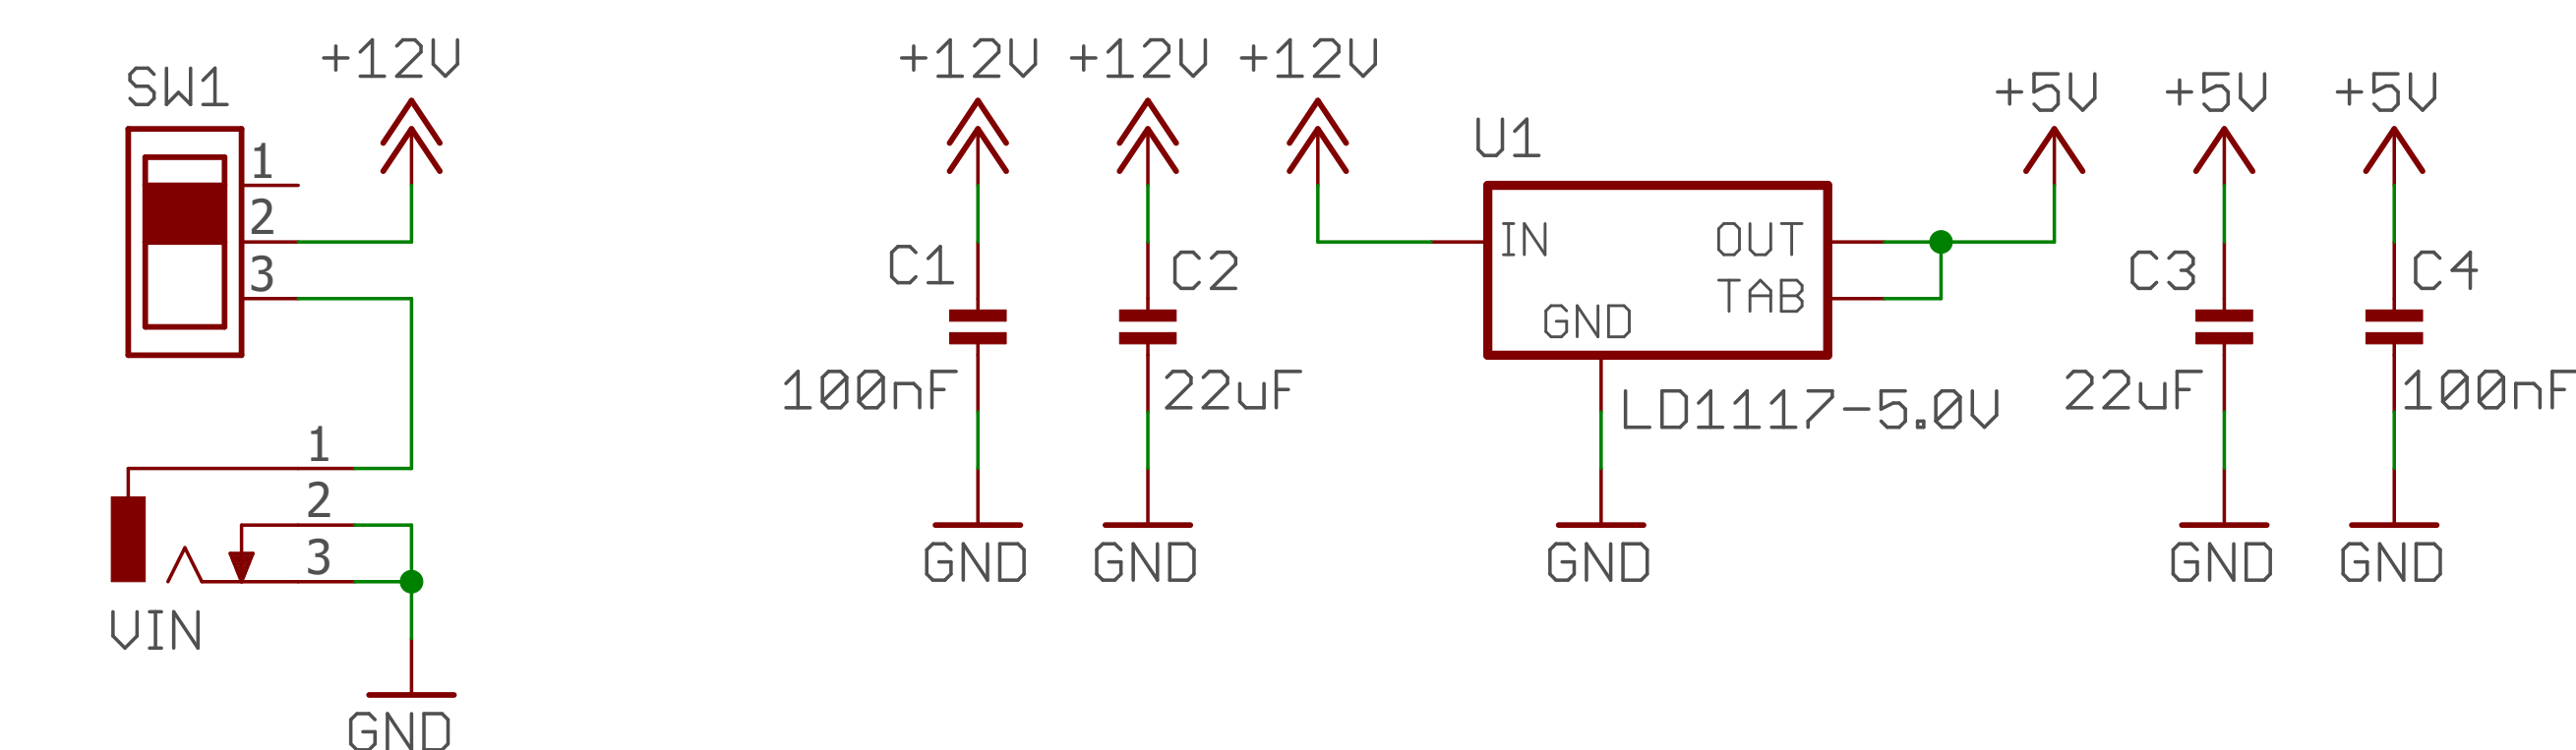 +12V +12V +12V +12V
SW1 +5V +5V +5V
U1
1
2
3
IN OUT
C1 C2 C3 C4
TAB
GND
100nF 22uF LD1117-5.0V 22uF 100nF
1
2
3
GND GND GND GND GND
VIN
GND